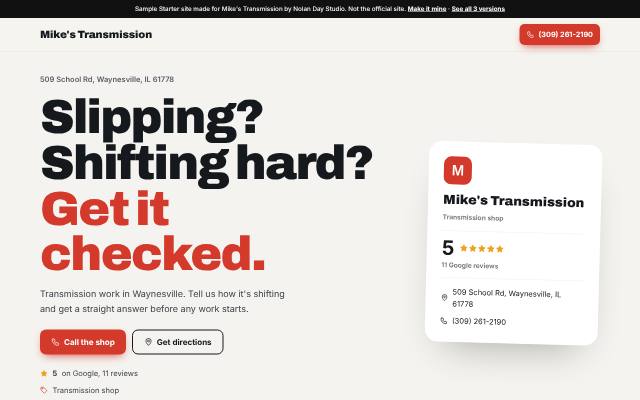 Sample Starter site made for Mike's Transmission by Nolan Day Studio. Not the official site. Make it mine · See all 3 versions
Mike's Transmission
(309) 261-2190
509 School Rd, Waynesville, IL 61778
Slipping?
Shifting hard?
Get it
checked.
Transmission work in Waynesville. Tell us how it's shifting
and get a straight answer before any work starts.
Call the shop
Get directions
5 on Google, 11 reviews
Transmission shop
M
Mike's Transmission
Transmission shop
5
11 Google reviews
509 School Rd, Waynesville, IL
61778
(309) 261-2190